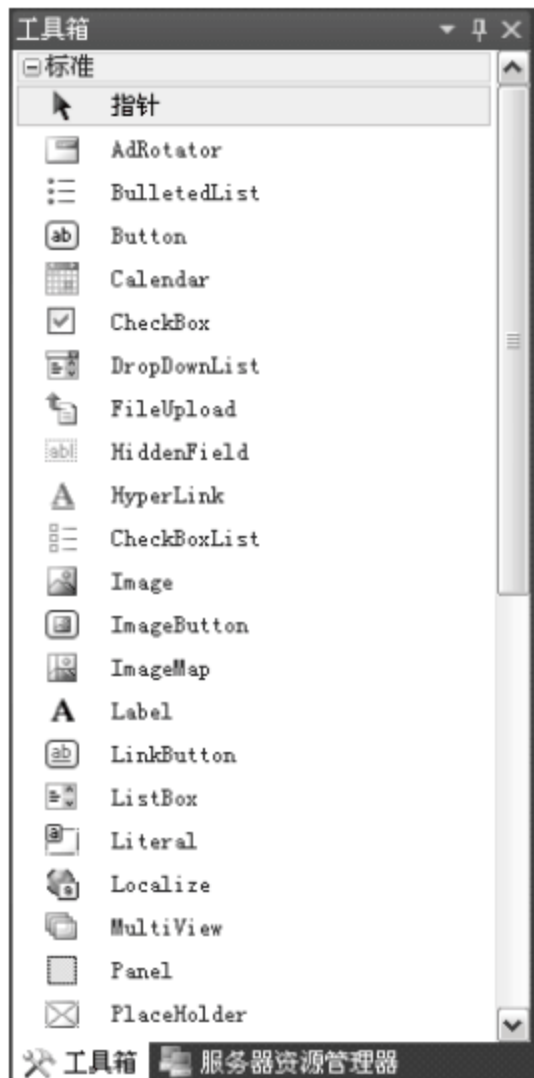 工具箱
标准
指针
AdRotator
BulletedList
Button
Calendar
CheckBox
DropDownList
FileUpload
HiddenField
HyperLink
CheckBoxList
Image
ImageButton
ImageMap
Label
LinkButton
ListBox
Literal
Localize
MultiView
Panel
PlaceHolder
工具箱 服务器资源管理器